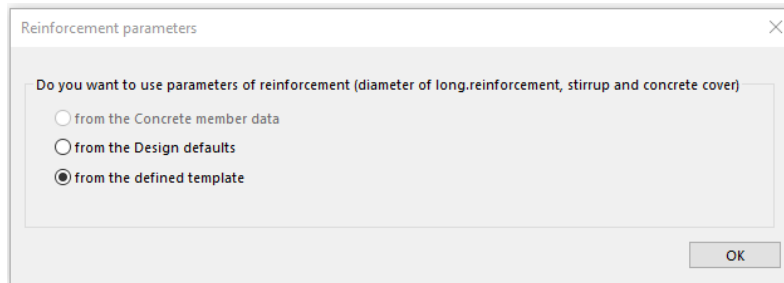 Reinforcement parameters
Do you want to use parameters of reinforcement (diameter of long.reinforcement, stirrup and concrete cover)
from the Concrete member data
from the Design defaults
from the defined template
OK